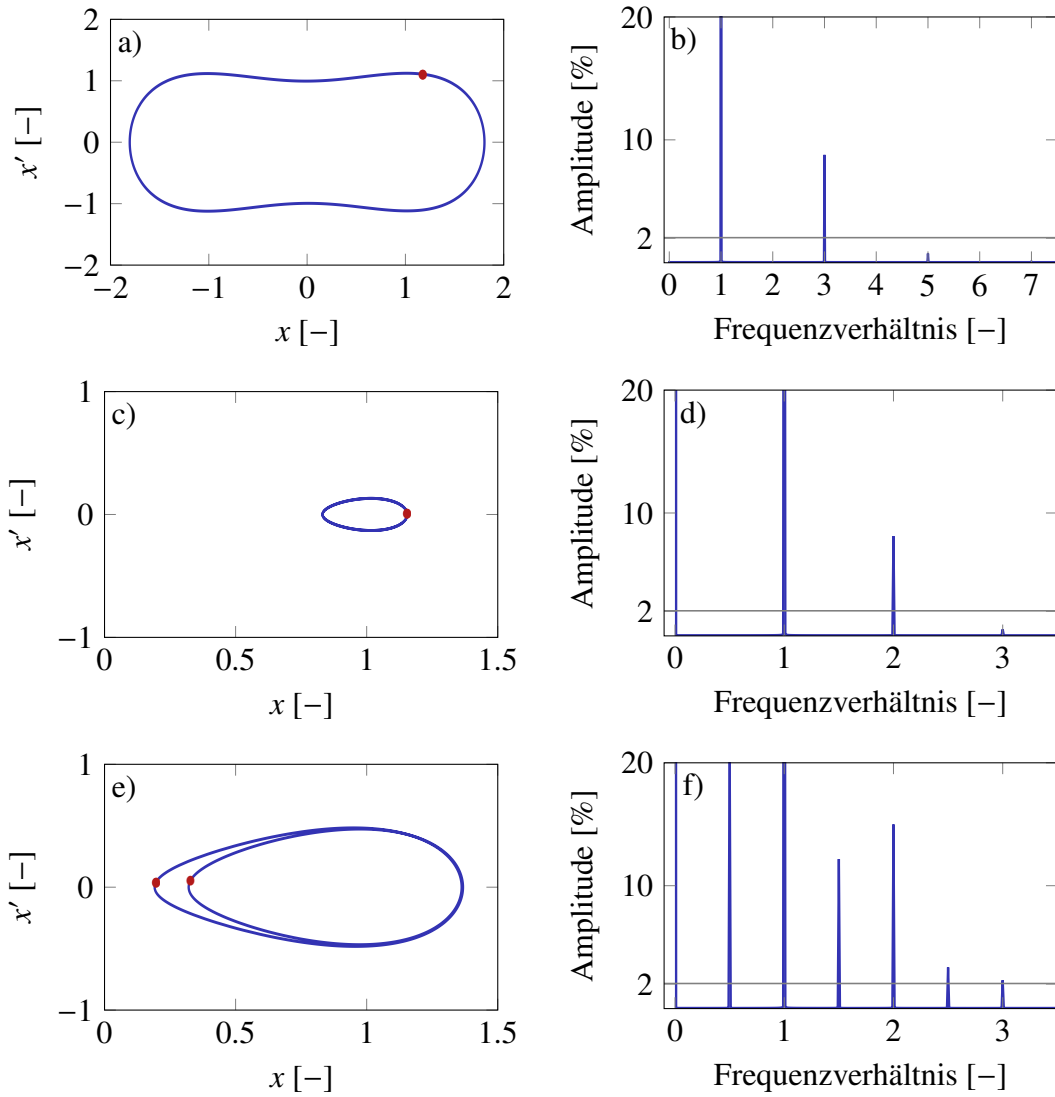 a)
2
1
0
−1
−2
x′ [−]
−2 −1 0 1 2
x [−]
b)
20
10
2
Amplitude [%]
0 1 2 3 4 5 6 7
Frequenzverhältnis [−]
c)
1
0
−1
x′ [−]
0 0.5 1 1.5
x [−]
d)
20
10
2
Amplitude [%]
0 1 2 3
Frequenzverhältnis [−]
e)
1
0
−1
x′ [−]
0 0.5 1 1.5
x [−]
f)
20
10
2
Amplitude [%]
0 1 2 3
Frequenzverhältnis [−]